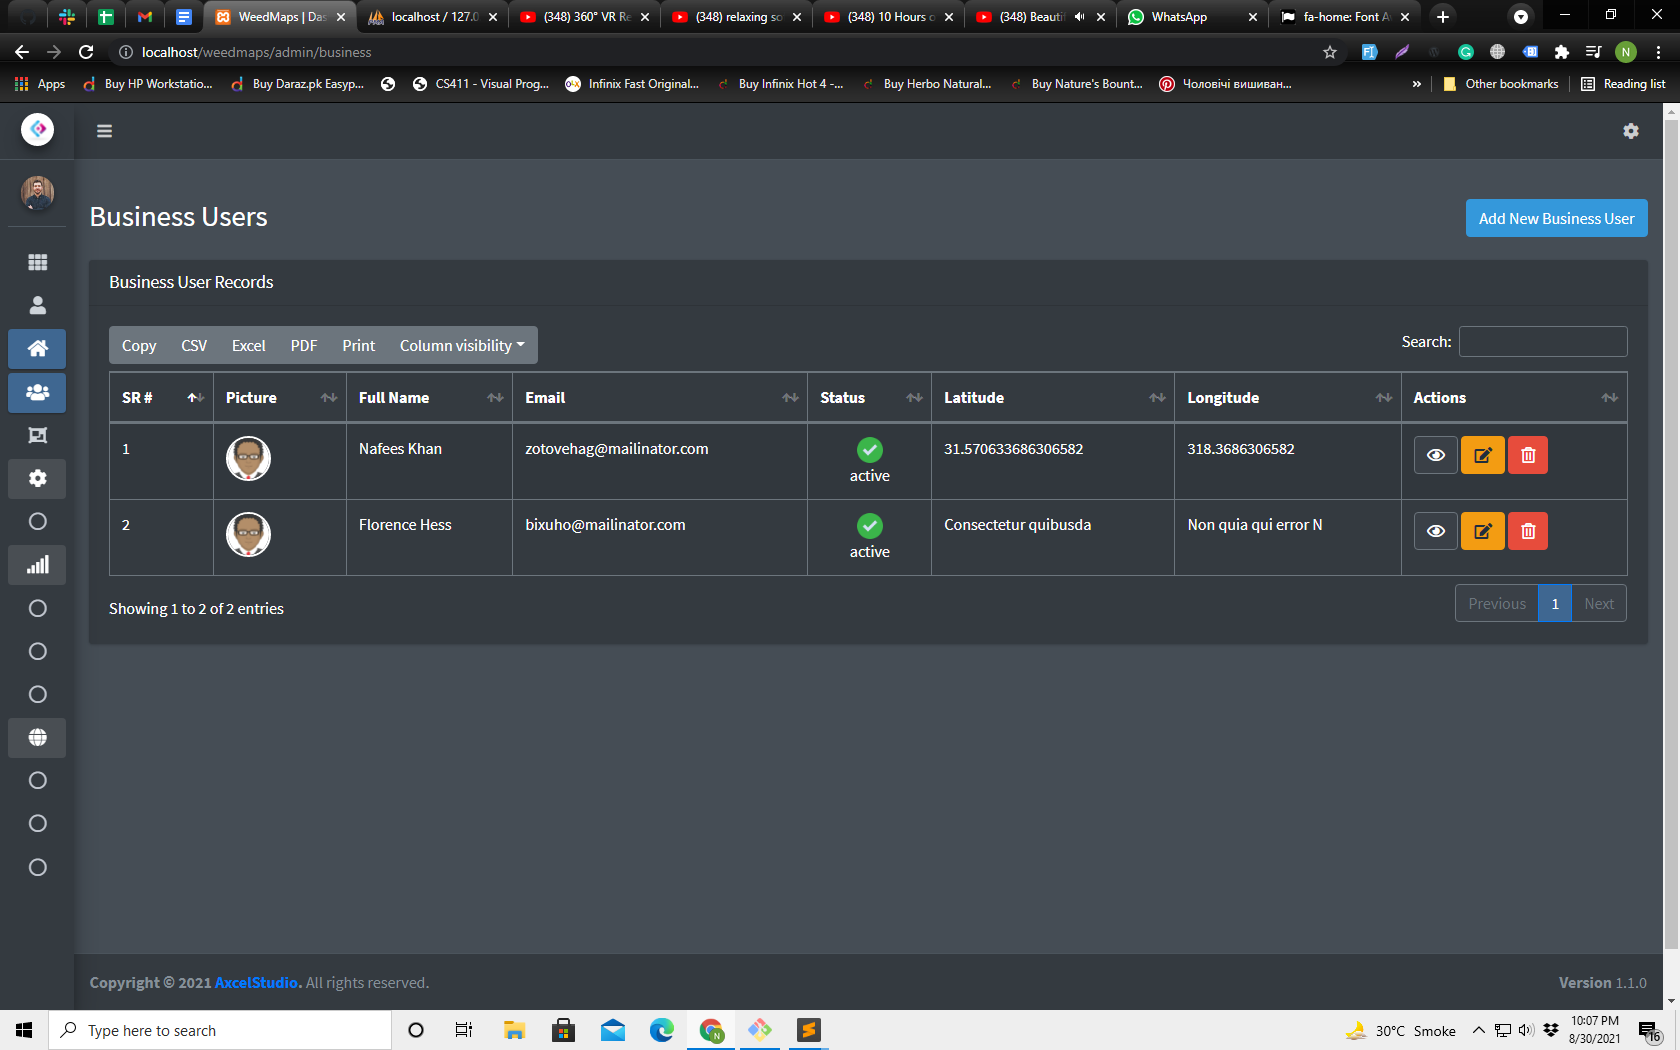 WeedMaps | Das
localhost / 127.0
(348) 360° VR Re
(348) relaxing so
(348) 10 Hours o
(348) Beauti
WhatsApp
fa-home: Font A
localhost/weedmaps/admin/business
N
Apps
Buy HP Workstatio...
Buy Daraz.pk Easyp...
CS411 - Visual Prog...
Infinix Fast Original...
Buy Infinix Hot 4 -...
Buy Herbo Natural...
Buy Nature's Bount...
Чоловічі вишиван...
»
Other bookmarks
Reading list
Business Users
Add New Business User
Business User Records
Copy CSV Excel PDF Print Column visibility
Search:
SR # Picture Full Name Email Status Latitude Longitude Actions
1 Nafees Khan zotovehag@mailinator.com active 31.570633686306582 318.3686306582
2 Florence Hess bixuho@mailinator.com active Consectetur quibusda Non quia qui error N
Showing 1 to 2 of 2 entries
Previous 1 Next
Copyright © 2021 AxcelStudio. All rights reserved.
Version 1.1.0
Type here to search
30°C Smoke
10:07 PM
8/30/2021
16